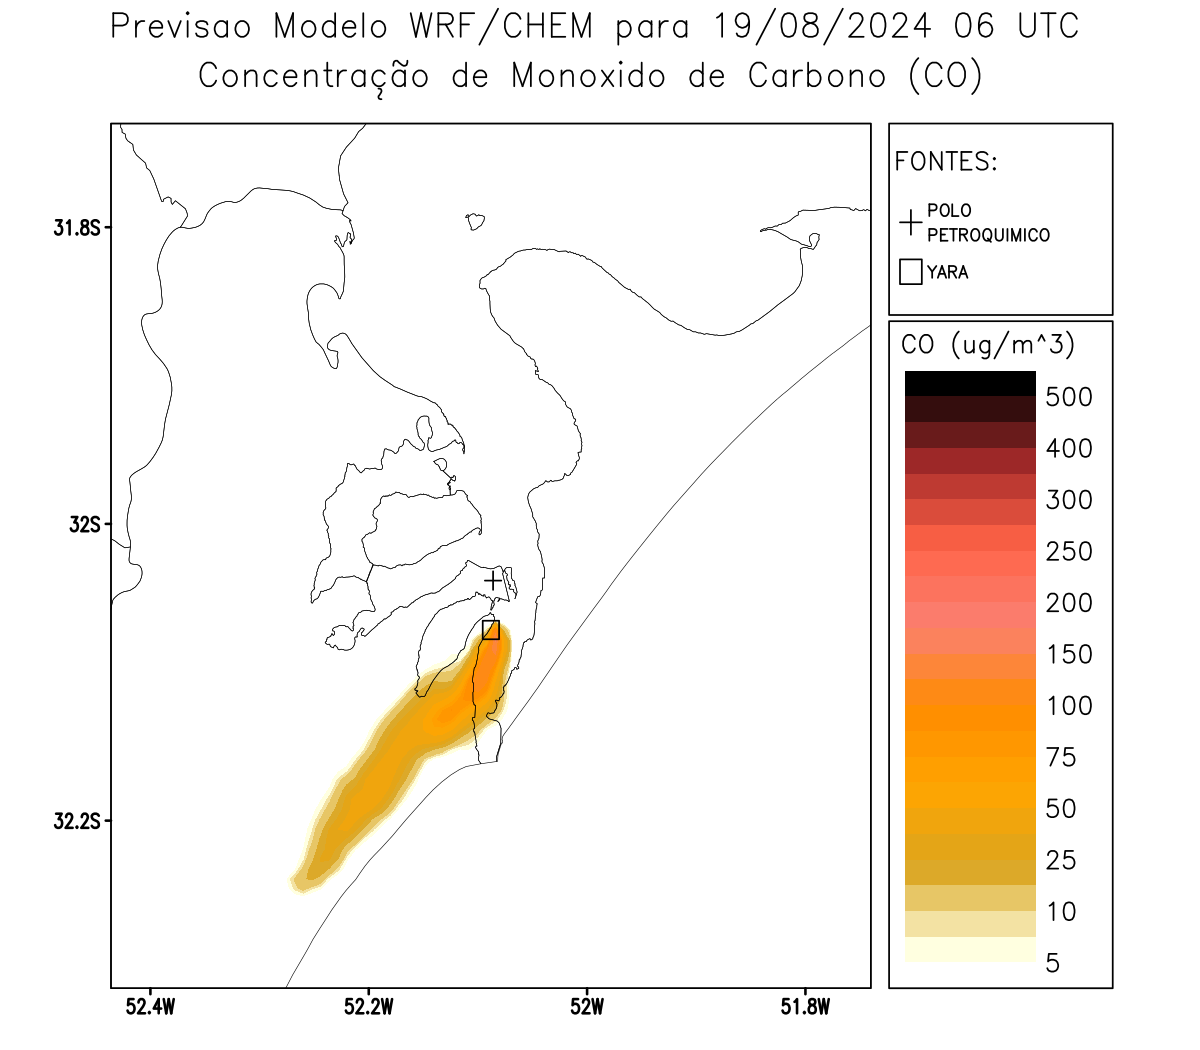 Previsao Modelo WRF/CHEM para 19/08/2024 06 UTC
Concentração de Monoxido de Carbono (CO)
FONTES:
POLO
PETROQUIMICO
YARA
31.8S
32S
32.2S
52.4W
52.2W
52W
51.8W
CO (ug/m^3)
500
400
300
250
200
150
100
75
50
25
10
5